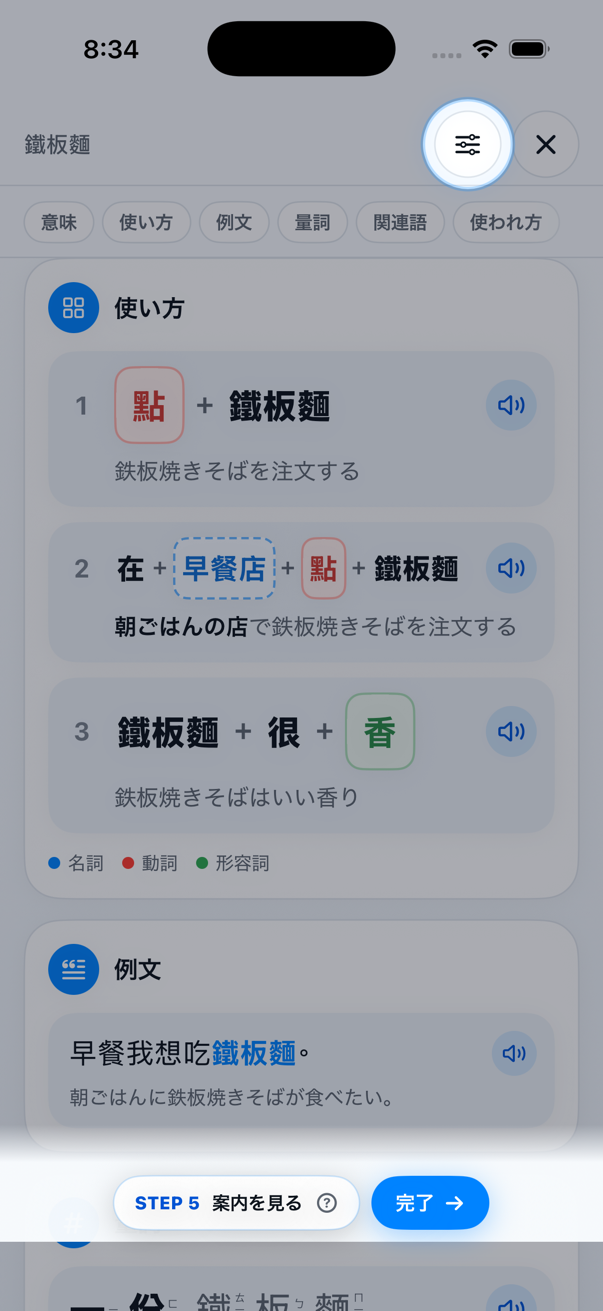 8:34
鐵板麵
意味 使い方 例文 量詞 関連語 使われ方
使い方
1 點 + 鐵板麵
鉄板焼きそばを注文する
2 在 + 早餐店 + 點 + 鐵板麵
朝ごはんの店で鉄板焼きそばを注文する
3 鐵板麵 + 很 + 香
鉄板焼きそばはいい香り
名詞 動詞 形容詞
例文
早餐我想吃鐵板麵。
朝ごはんに鉄板焼きそばが食べたい。
STEP 5 案内を見る ? 完了 →
一份鐵板麵